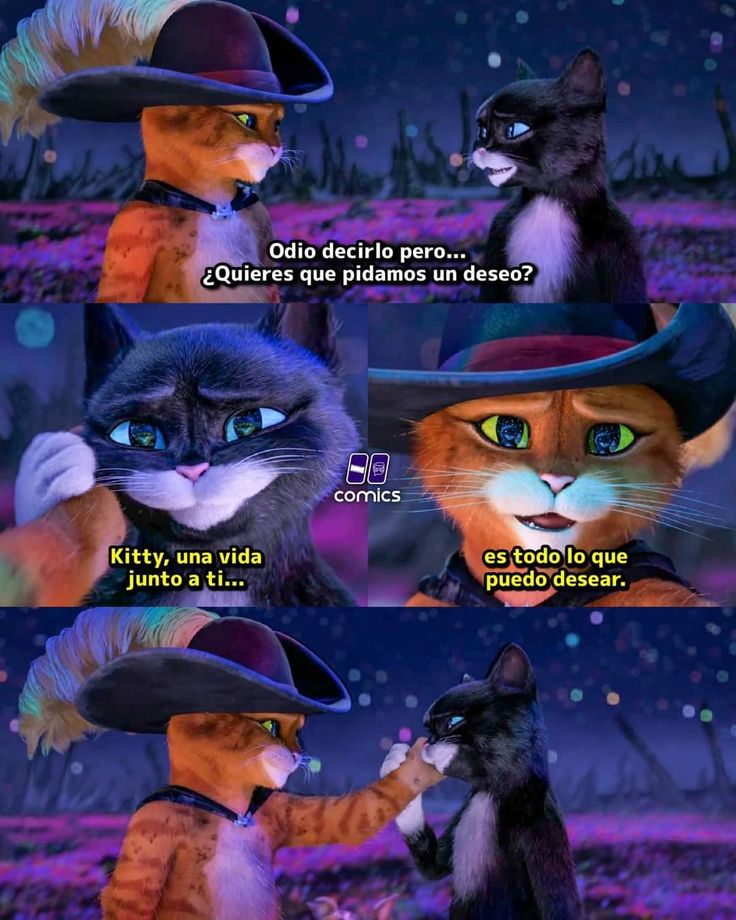 Odio decirlo pero...
¿Quieres que pidamos un deseo?
Kitty, una vida
junto a ti...
comics
es todo lo que
puedo desear.